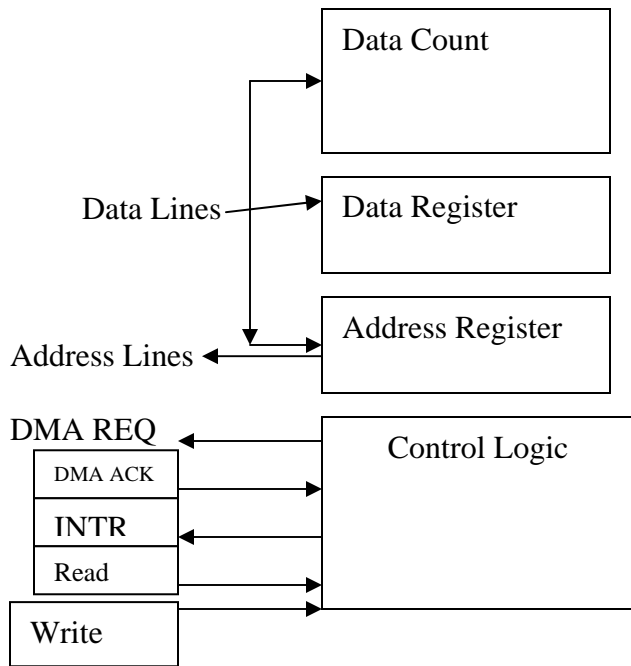 Data Count
Data Lines
Data Register
Address Register
Address Lines
DMA REQ
Control Logic
DMA ACK
INTR
Read
Write